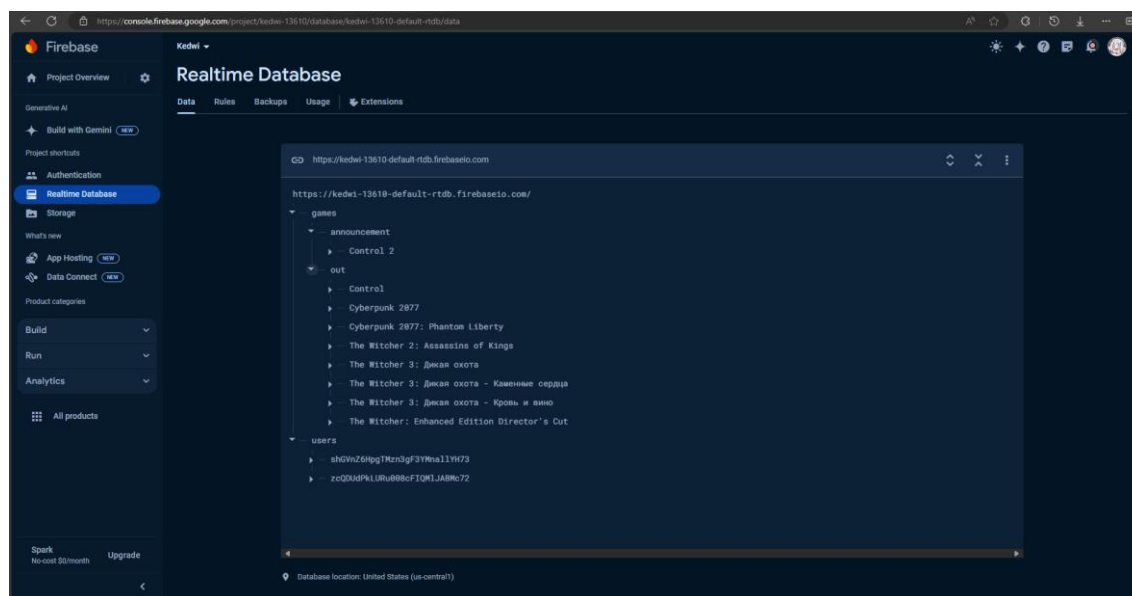 https://console.firebase.google.com/project/kedwi-13610/database/kedwi-13610-default-rtdb/data
Firebase
Kedwi
Project Overview
Realtime Database
Data Rules Backups Usage Extensions
Generative AI
Build with Gemini NEW
Project shortcuts
Authentication
Realtime Database
Storage
What's new
App Hosting NEW
Data Connect NEW
Product categories
Build
Run
Analytics
All products
Spark
No-cost $0/month
Upgrade
https://kedwi-13610-default-rtdb.firebaseio.com
https://kedwi-13610-default-rtdb.firebaseio.com/
games
announcement
Control 2
out
Control
Cyberpunk 2077
Cyberpunk 2077: Phantom Liberty
The Witcher 2: Assassins of Kings
The Witcher 3: Дикая охота
The Witcher 3: Дикая охота - Каменные сердца
The Witcher 3: Дикая охота - Кровь и вино
The Witcher: Enhanced Edition Director's Cut
users
Database location: United States (us-central1)